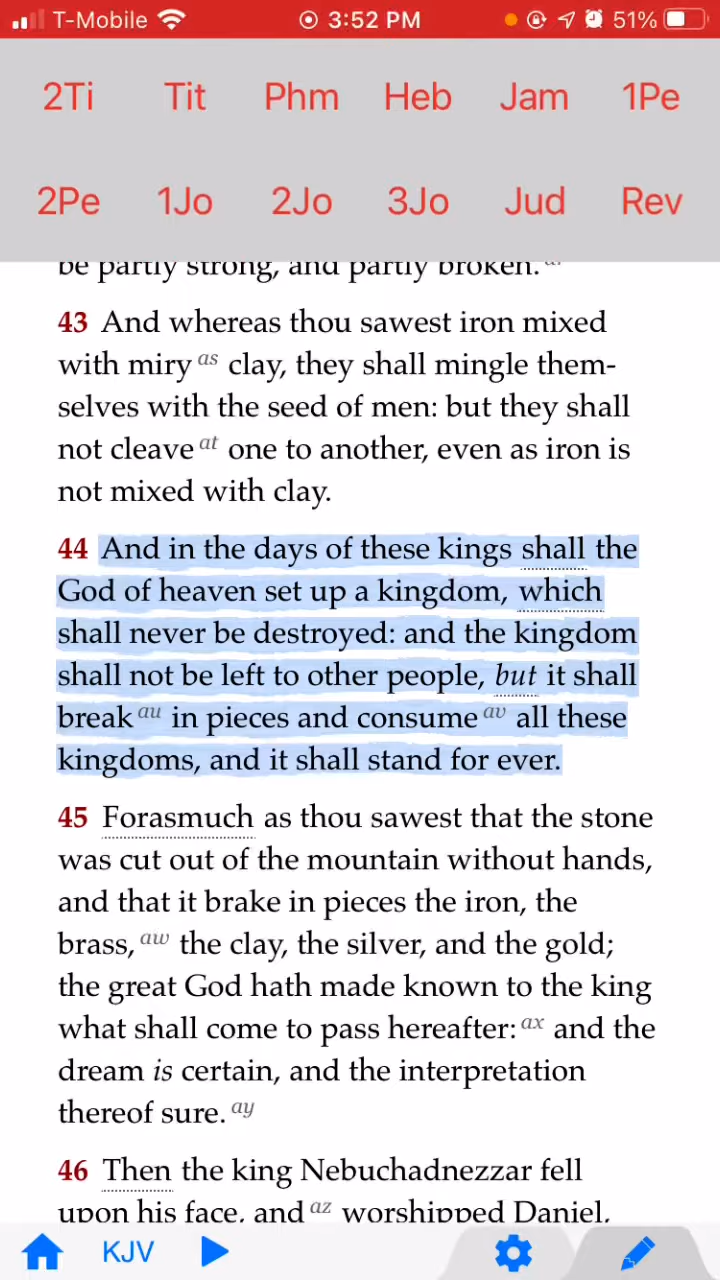 T-Mobile 3:52 PM 51%
2Ti Tit Phm Heb Jam 1Pe
2Pe 1Jo 2Jo 3Jo Jud Rev
be partly strong, and partly broken.
43 And whereas thou sawest iron mixed
with miry as clay, they shall mingle them-
selves with the seed of men: but they shall
not cleave at one to another, even as iron is
not mixed with clay.
44 And in the days of these kings shall the
God of heaven set up a kingdom, which
shall never be destroyed: and the kingdom
shall not be left to other people, but it shall
break au in pieces and consume av all these
kingdoms, and it shall stand for ever.
45 Forasmuch as thou sawest that the stone
was cut out of the mountain without hands,
and that it brake in pieces the iron, the
brass, aw the clay, the silver, and the gold;
the great God hath made known to the king
what shall come to pass hereafter: ax and the
dream is certain, and the interpretation
thereof sure. ay
46 Then the king Nebuchadnezzar fell
upon his face, and az worshipped Daniel,
KJV